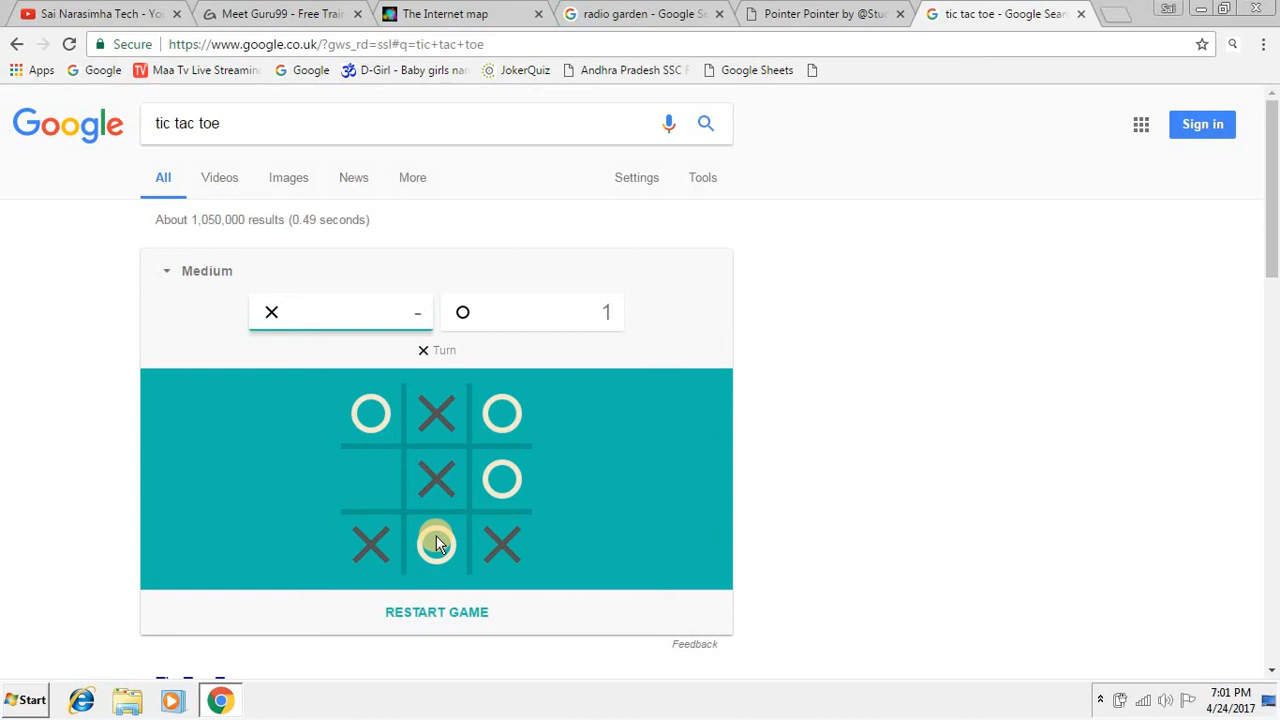 Sai Narasimha Tech - Yo
Meet Guru99 - Free Train
The Internet map
radio garden - Google Se
Pointer Pointer by @Stu
tic tac toe - Google Sear
Sai
Secure
https://www.google.co.uk/?gws_rd=ssl#q=tic+tac+toe
Apps
Google
Maa Tv Live Streamin
Google
D-Girl - Baby girls nan
JokerQuiz
Andhra Pradesh SSC R
Google Sheets
Google
tic tac toe
Sign in
All
Videos
Images
News
More
Settings
Tools
About 1,050,000 results (0.49 seconds)
Medium
-
1
Turn
RESTART GAME
Feedback
Start
7:01 PM
4/24/2017